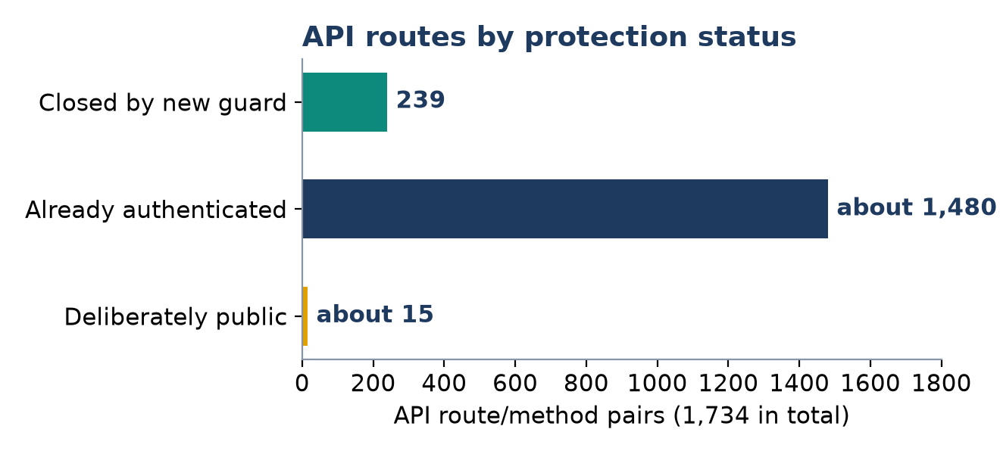 API routes by protection status
Closed by new guard
239
Already authenticated
about 1,480
Deliberately public
about 15
0 200 400 600 800 1000 1200 1400 1600 1800
API route/method pairs (1,734 in total)